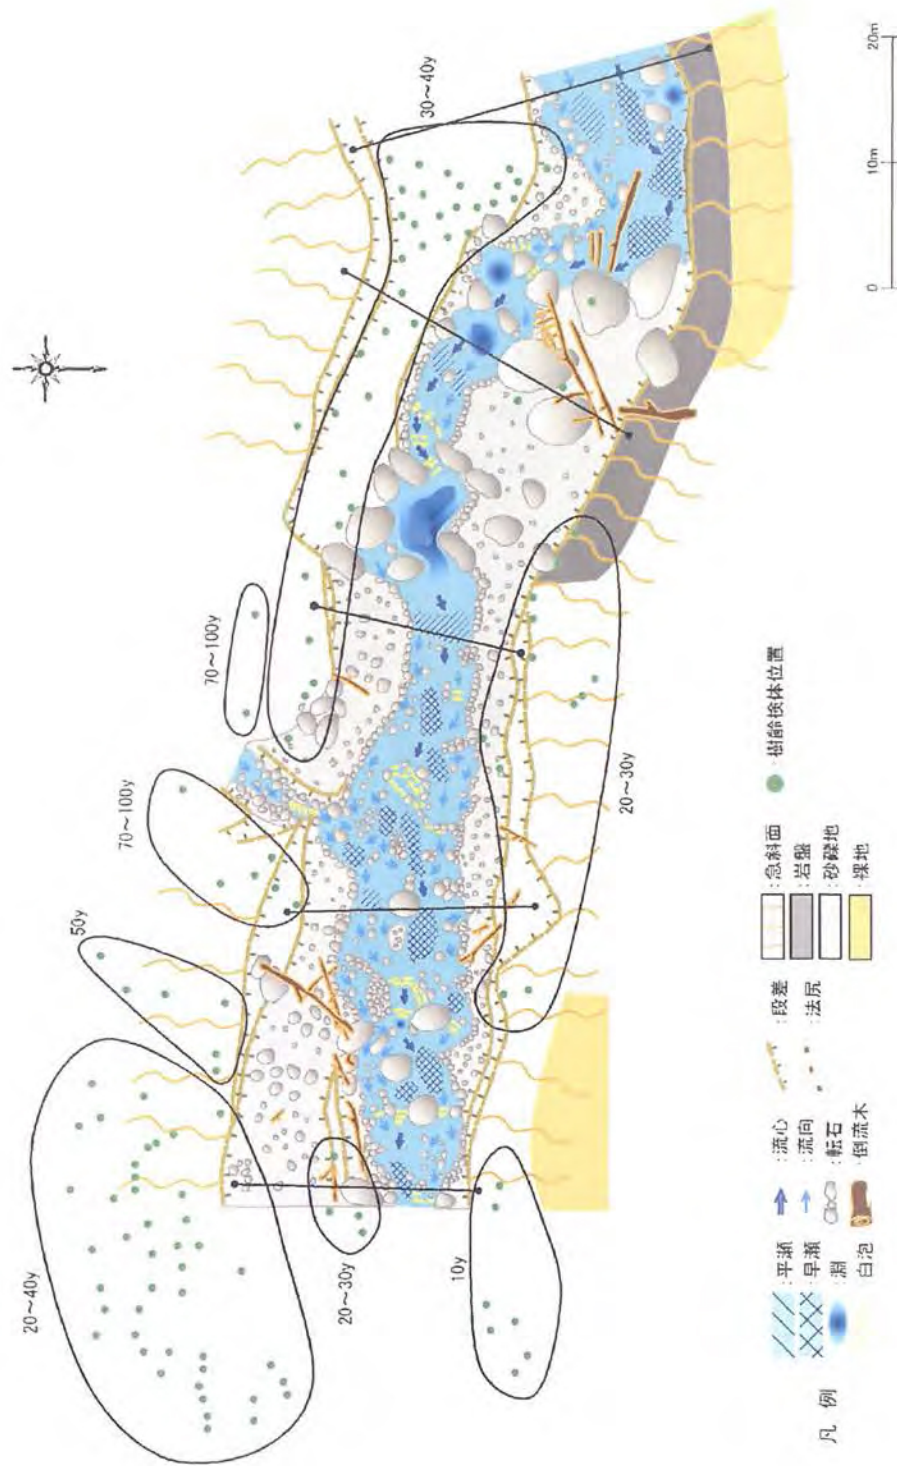 30~40y
70~100y
70~100y
50y
20~40y
20~30y
10y
20~30y
0
10m
20m
凡 例
:平瀬
:早瀬
:淵
白泡
:流心
:流向
:転石
倒流木
:段差
:法尻
:急斜面
:岩盤
:砂礫地
:裸地
樹齢検体位置